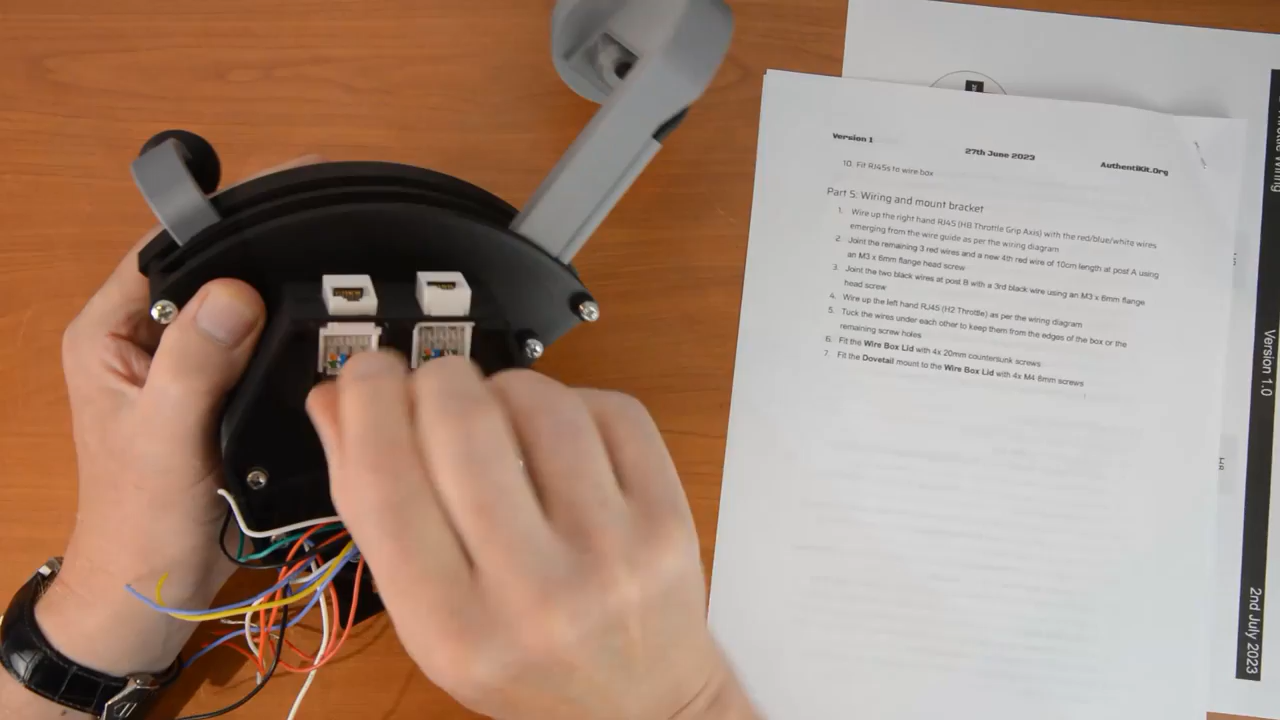 Version 1
27th June 2023
AuthentiKit.Org
10. Fit RJ45s to wire box
Part 5: Wiring and mount bracket
1. Wire up the right hand RJ45 (H8 Throttle Grip Axis) with the red/blue/white wires
emerging from the wire guide as per the wiring diagram
2. Joint the remaining 3 red wires and a new 4th red wire of 10cm length at post A using
an M3 x 6mm flange head screw
3. Joint the two black wires at post B with a 3rd black wire using an M3 x 6mm flange
head screw
4. Wire up the left hand RJ45 (H2 Throttle) as per the wiring diagram
5. Tuck the wires under each other to keep them from the edges of the box or the
remaining screw holes
6. Fit the Wire Box Lid with 4x 20mm countersunk screws
7. Fit the Dovetail mount to the Wire Box Lid with 4x M4 8mm screws
Wiring
Version 1.0
2nd July 2023